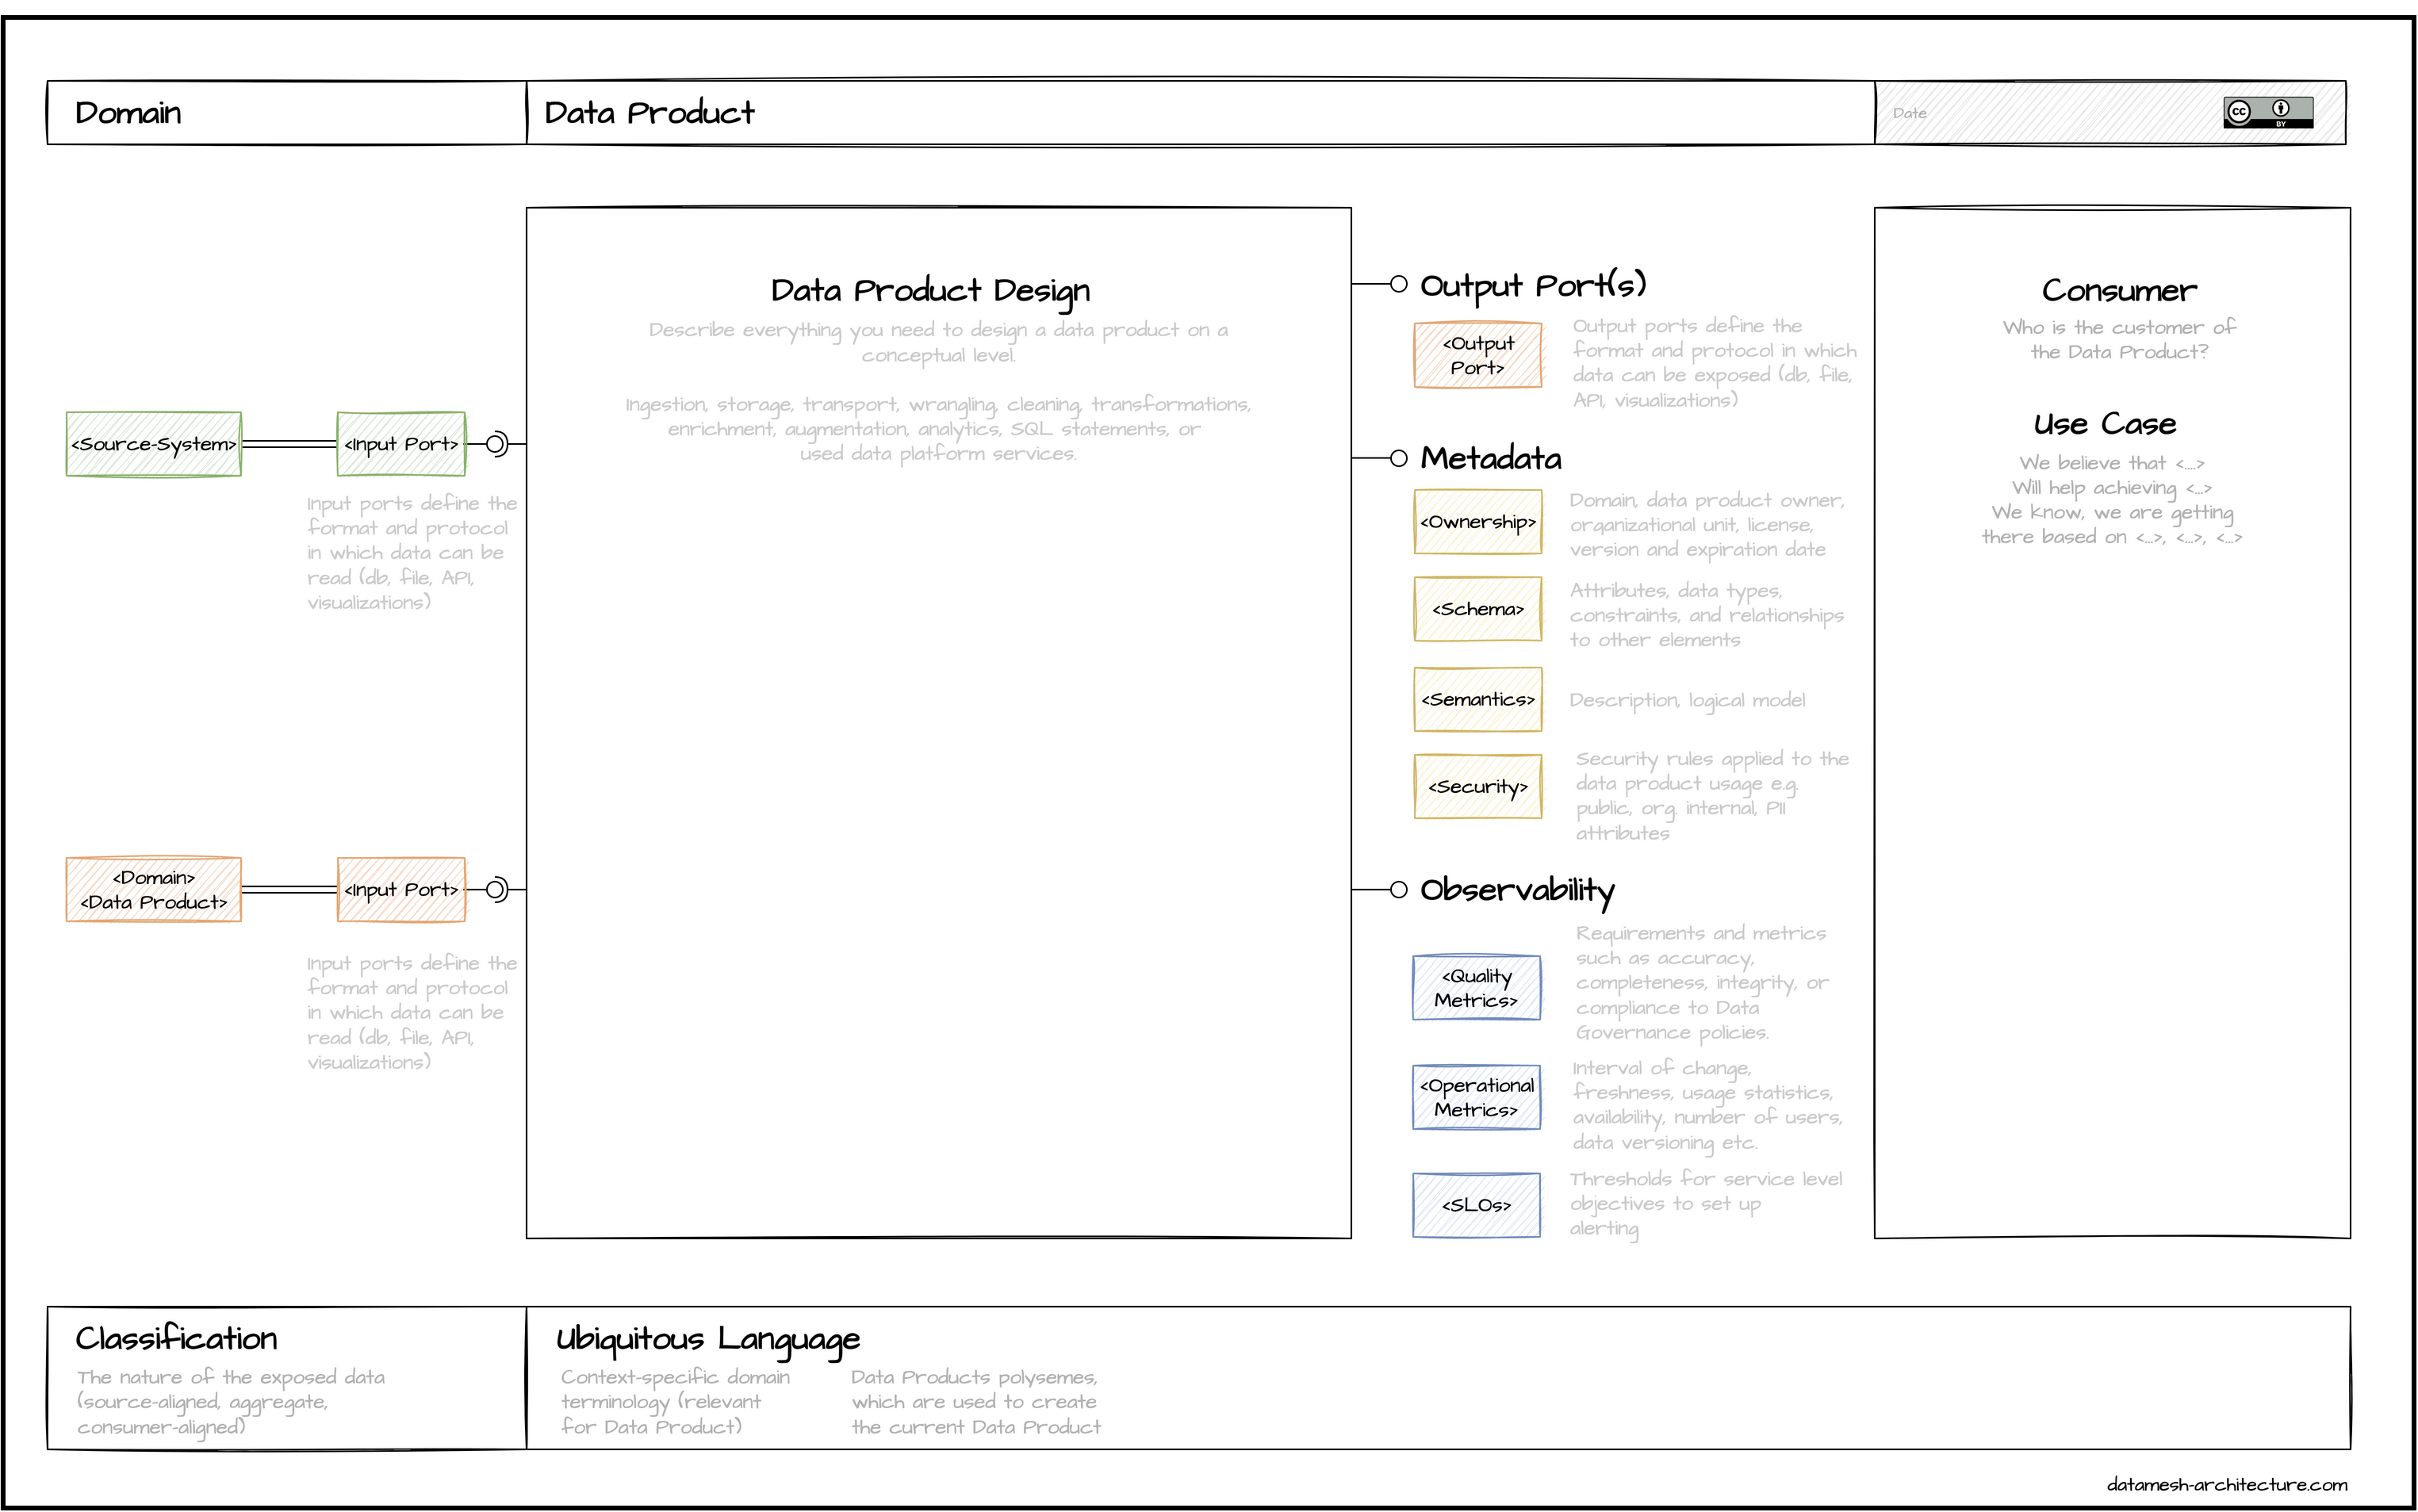 Domain
Data Product
Date
CC
BY
<Source-System>
<Input Port>
Input ports define the
format and protocol
in which data can be
read (db, file, API,
visualizations)
<Domain>
<Data Product>
<Input Port>
Input ports define the
format and protocol
in which data can be
read (db, file, API,
visualizations)
Data Product Design
Describe everything you need to design a data product on a
conceptual level.
Ingestion, storage, transport, wrangling, cleaning, transformations,
enrichment, augmentation, analytics, SQL statements, or
used data platform services.
Output Port(s)
<Output
Port>
Output ports define the
format and protocol in which
data can be exposed (db, file,
API, visualizations)
Metadata
<Ownership>
Domain, data product owner,
organizational unit, license,
version and expiration date
<Schema>
Attributes, data types,
constraints, and relationships
to other elements
<Semantics>
Description, logical model
<Security>
Security rules applied to the
data product usage e.g.
public, org. internal, PII
attributes
Observability
<Quality
Metrics>
Requirements and metrics
such as accuracy,
completeness, integrity, or
compliance to Data
Governance policies.
<Operational
Metrics>
Interval of change,
freshness, usage statistics,
availability, number of users,
data versioning etc.
<SLOs>
Thresholds for service level
objectives to set up
alerting
Consumer
Who is the customer of
the Data Product?
Use Case
We believe that <....>
Will help achieving <...>
We know, we are getting
there based on <...>, <...>, <...>
Classification
The nature of the exposed data
(source-aligned, aggregate,
consumer-aligned)
Ubiquitous Language
Context-specific domain
terminology (relevant
for Data Product)
Data Products polysemes,
which are used to create
the current Data Product
datamesh-architecture.com